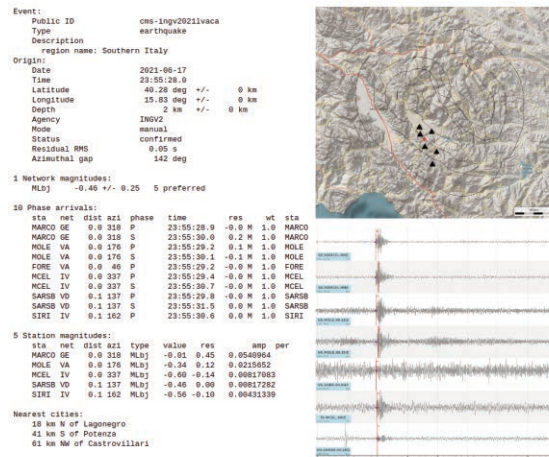 Event:
Public ID cms-ingv2021lvaca
Type earthquake
Description
region name: Southern Italy
Origin:
Date 2021-06-17
Time 23:55:28.0
Latitude 40.28 deg +/- 0 km
Longitude 15.83 deg +/- 0 km
Depth 2 km +/- 0 km
Agency INGV2
Mode manual
Status confirmed
Residual RMS 0.05 s
Azimuthal gap 142 deg
1 Network magnitudes:
MLbj -0.46 +/- 0.25 5 preferred
10 Phase arrivals:
sta net dist azi phase time res wt sta
MARCO GE 0.0 318 P 23:55:28.9 -0.0 M 1.0 MARCO
MARCO GE 0.0 318 S 23:55:30.0 0.2 M 1.0 MARCO
MOLE VA 0.0 176 P 23:55:29.2 0.1 M 1.0 MOLE
MOLE VA 0.0 176 S 23:55:30.1 -0.1 M 1.0 MOLE
FORE VA 0.0 46 P 23:55:29.2 -0.0 M 1.0 FORE
MCEL IV 0.0 337 P 23:55:29.4 -0.0 M 1.0 MCEL
MCEL IV 0.0 337 S 23:55:30.7 -0.0 M 1.0 MCEL
SARSB VD 0.1 137 P 23:55:29.8 -0.0 M 1.0 SARSB
SARSB VD 0.1 137 S 23:55:31.5 0.0 M 1.0 SARSB
SIRI IV 0.1 162 P 23:55:30.6 0.0 M 1.0 SIRI
5 Station magnitudes:
sta net dist azi type value res amp per
MARCO GE 0.0 318 MLbj -0.01 0.45 0.0540964
MOLE VA 0.0 176 MLbj -0.34 0.12 0.0215652
MCEL IV 0.0 337 MLbj -0.60 -0.14 0.00817083
SARSB VD 0.1 137 MLbj -0.46 0.00 0.00817282
SIRI IV 0.1 162 MLbj -0.56 -0.10 0.00431339
Nearest cities:
18 km N of Lagonegro
41 km S of Potenza
61 km NW of Castrovillari